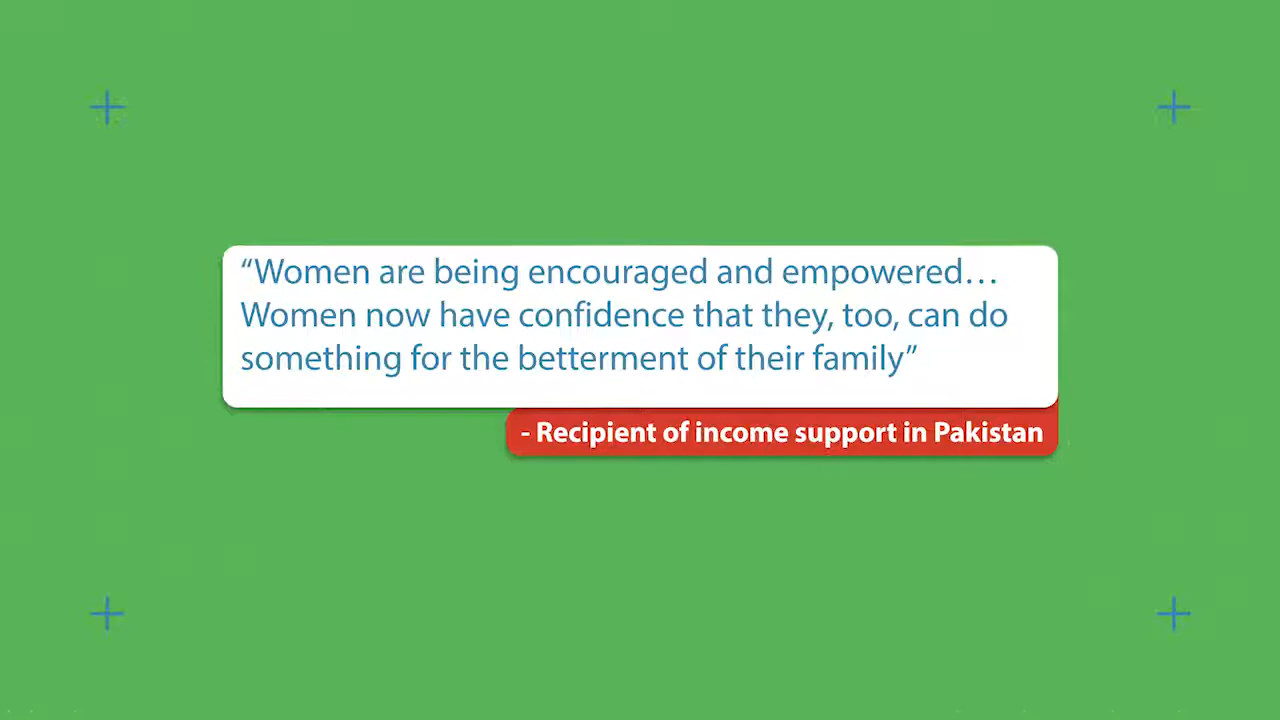 “Women are being encouraged and empowered…
Women now have confidence that they, too, can do
something for the betterment of their family”
- Recipient of income support in Pakistan